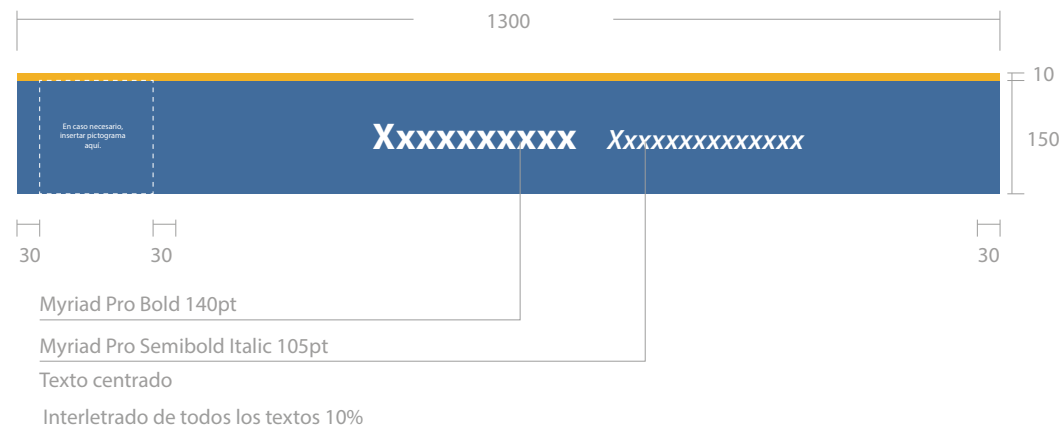 1300
10
En caso necesario,
insertar pictograma
aquí.
Xxxxxxxxxx Xxxxxxxxxxxxxx
150
30
30
30
Myriad Pro Bold 140pt
Myriad Pro Semibold Italic 105pt
Texto centrado
Interletrado de todos los textos 10%